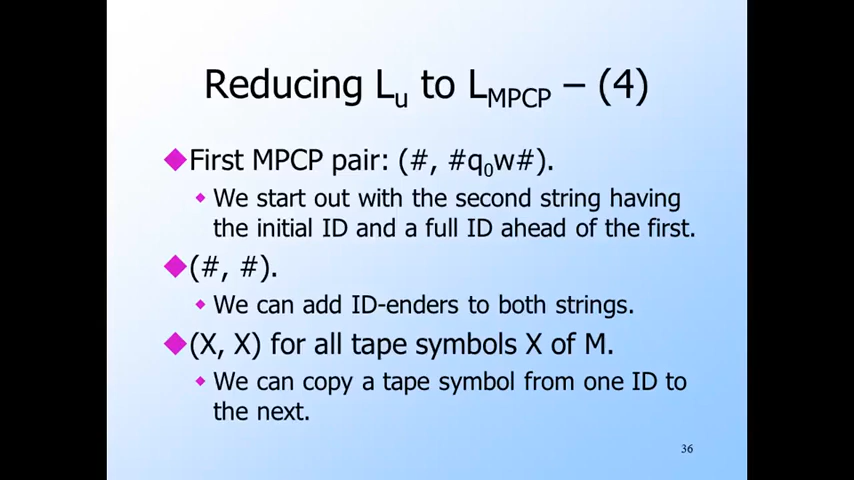 Reducing Lu to LMPCP – (4)
First MPCP pair: (#, #q0w#).
We start out with the second string having
the initial ID and a full ID ahead of the first.
(#, #).
We can add ID-enders to both strings.
(X, X) for all tape symbols X of M.
We can copy a tape symbol from one ID to
the next.
36